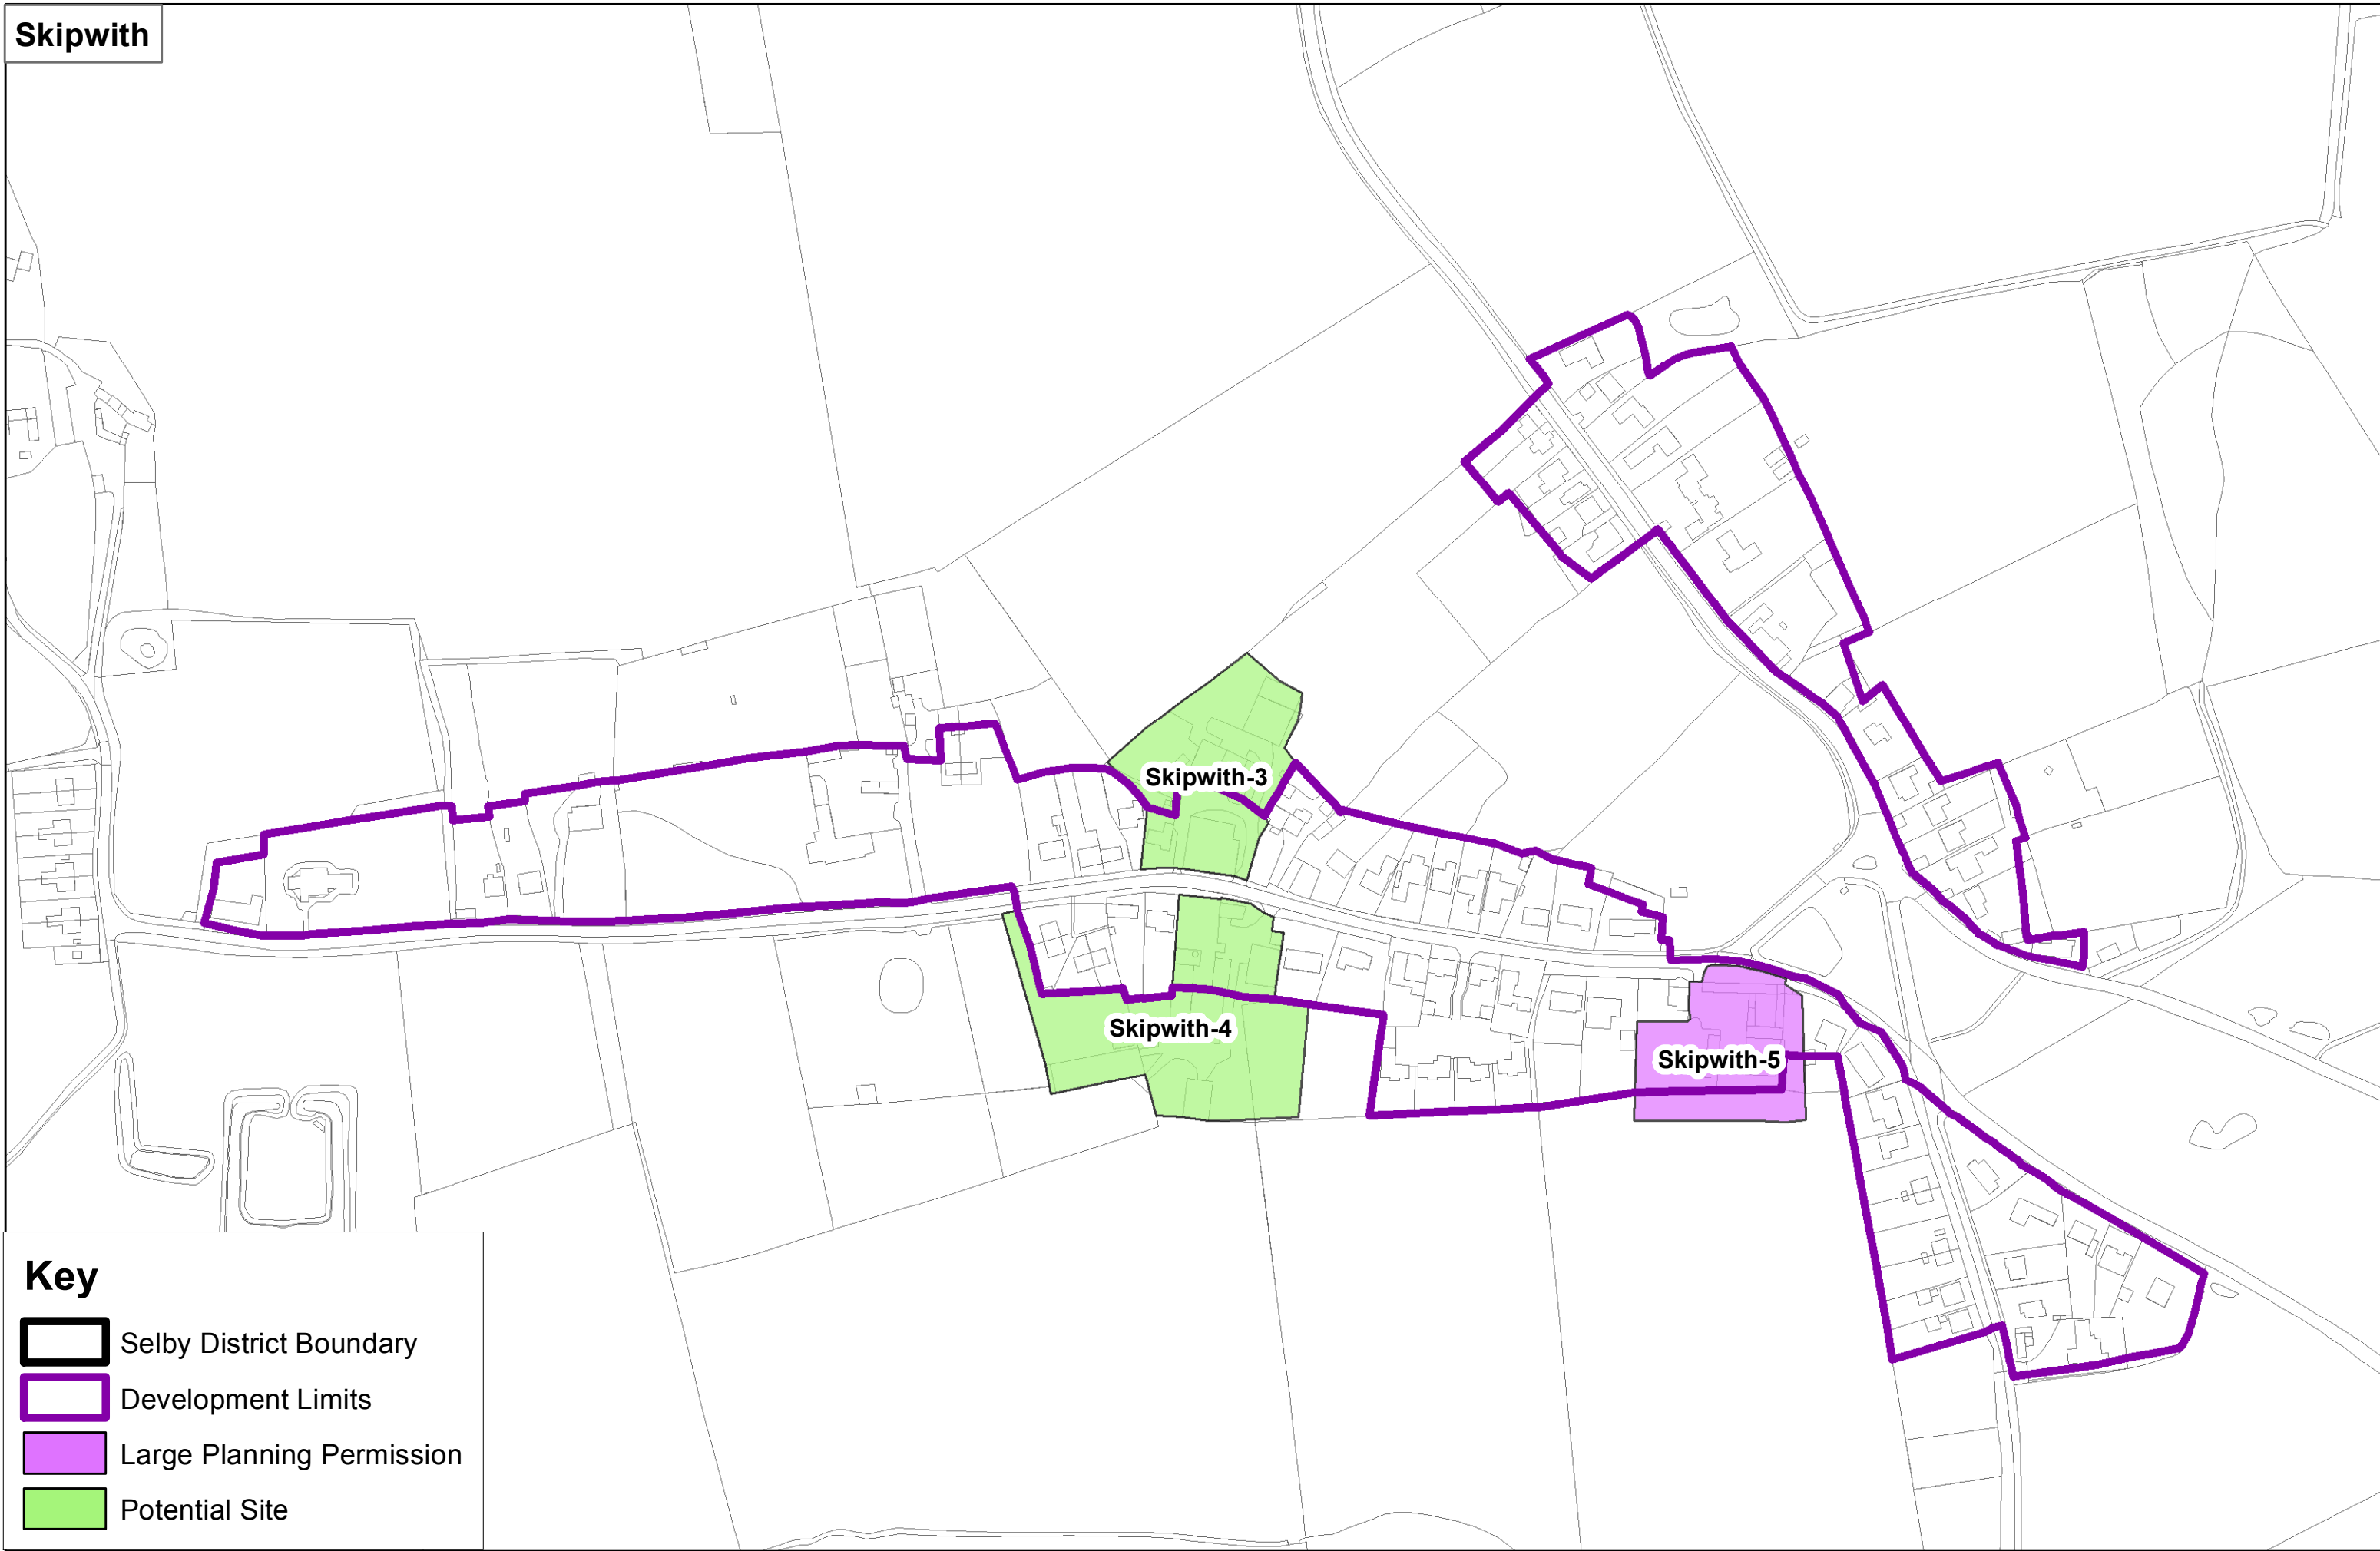 Skipwith
Skipwith-3
Skipwith-4
Skipwith-5
Key
Selby District Boundary
Development Limits
Large Planning Permission
Potential Site